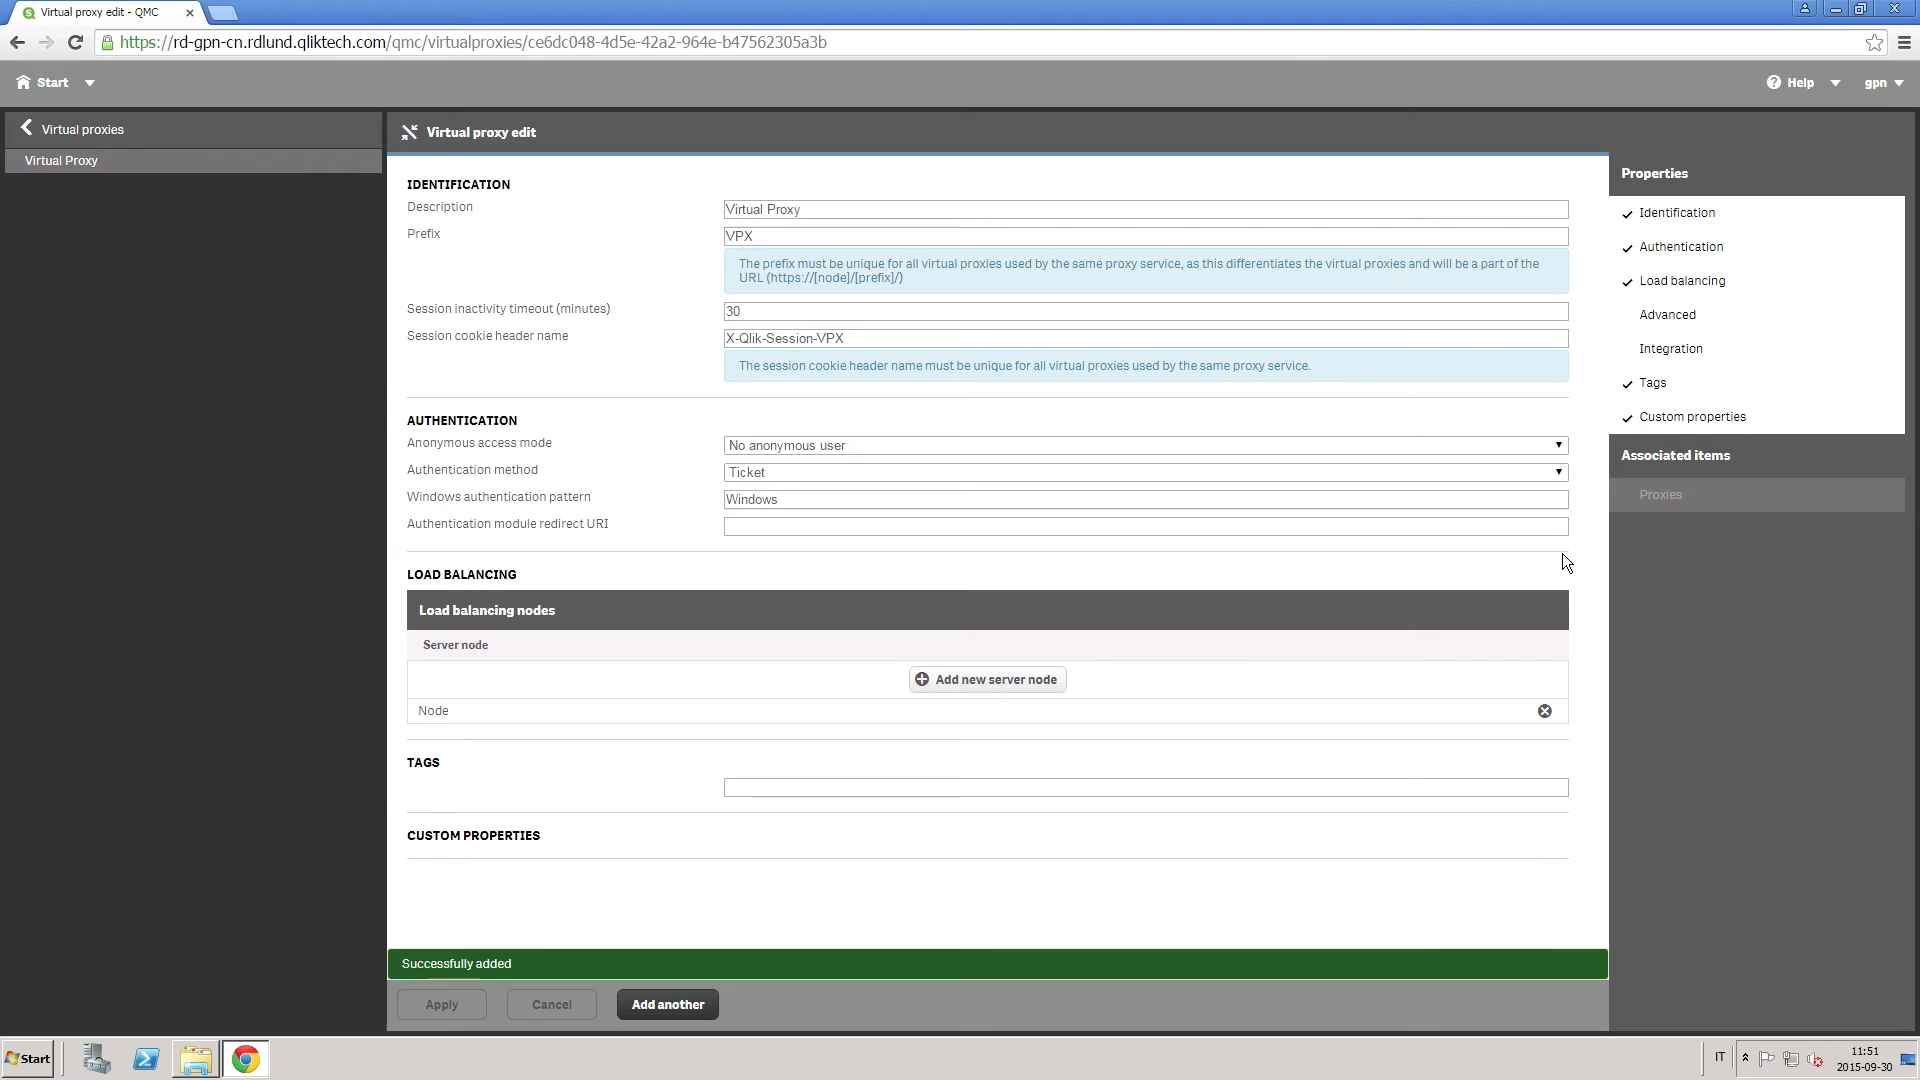 Virtual proxy edit - QMC
https://rd-gpn-cn.rdlund.qliktech.com/qmc/virtualproxies/ce6dc048-4d5e-42a2-964e-b47562305a3b
Start
Help
gpn
Virtual proxies
Virtual Proxy
Virtual proxy edit
IDENTIFICATION
Description
Virtual Proxy
Prefix
VPX
The prefix must be unique for all virtual proxies used by the same proxy service, as this differentiates the virtual proxies and will be a part of the
URL (https://[node]/[prefix]/)
Session inactivity timeout (minutes)
30
Session cookie header name
X-Qlik-Session-VPX
The session cookie header name must be unique for all virtual proxies used by the same proxy service.
AUTHENTICATION
Anonymous access mode
No anonymous user
Authentication method
Ticket
Windows authentication pattern
Windows
Authentication module redirect URI
LOAD BALANCING
Load balancing nodes
Server node
Add new server node
Node
TAGS
CUSTOM PROPERTIES
Successfully added
Apply
Cancel
Add another
Properties
Identification
Authentication
Load balancing
Advanced
Integration
Tags
Custom properties
Associated items
Proxies
Start
IT
11:51
2015-09-30